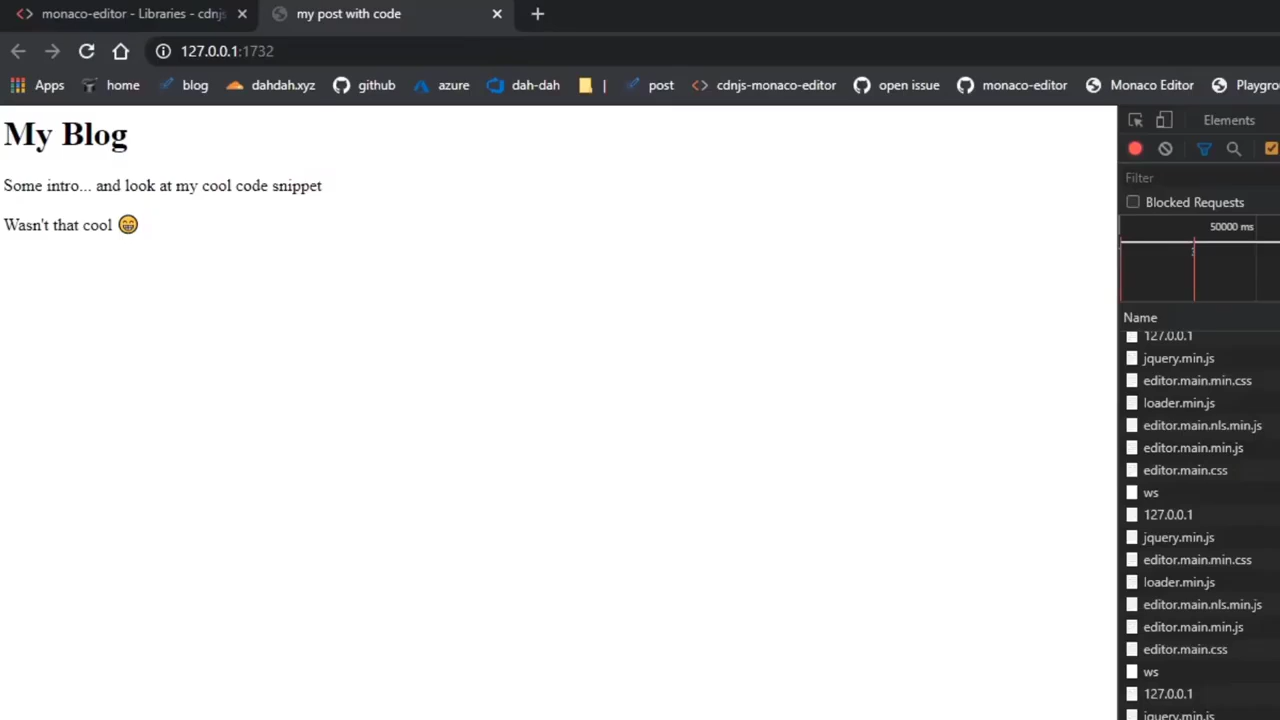 monaco-editor - Libraries - cdnjs
my post with code
127.0.0.1:1732
Apps home blog dahdah.xyz github azure dah-dah | post cdnjs-monaco-editor open issue monaco-editor Monaco Editor Playgro
My Blog
Some intro... and look at my cool code snippet
Wasn't that cool 😁
Elements
Filter
Blocked Requests
50000 ms
Name
127.0.0.1
jquery.min.js
editor.main.min.css
loader.min.js
editor.main.nls.min.js
editor.main.min.js
editor.main.css
ws
127.0.0.1
jquery.min.js
editor.main.min.css
loader.min.js
editor.main.nls.min.js
editor.main.min.js
editor.main.css
ws
127.0.0.1
jquery.min.js